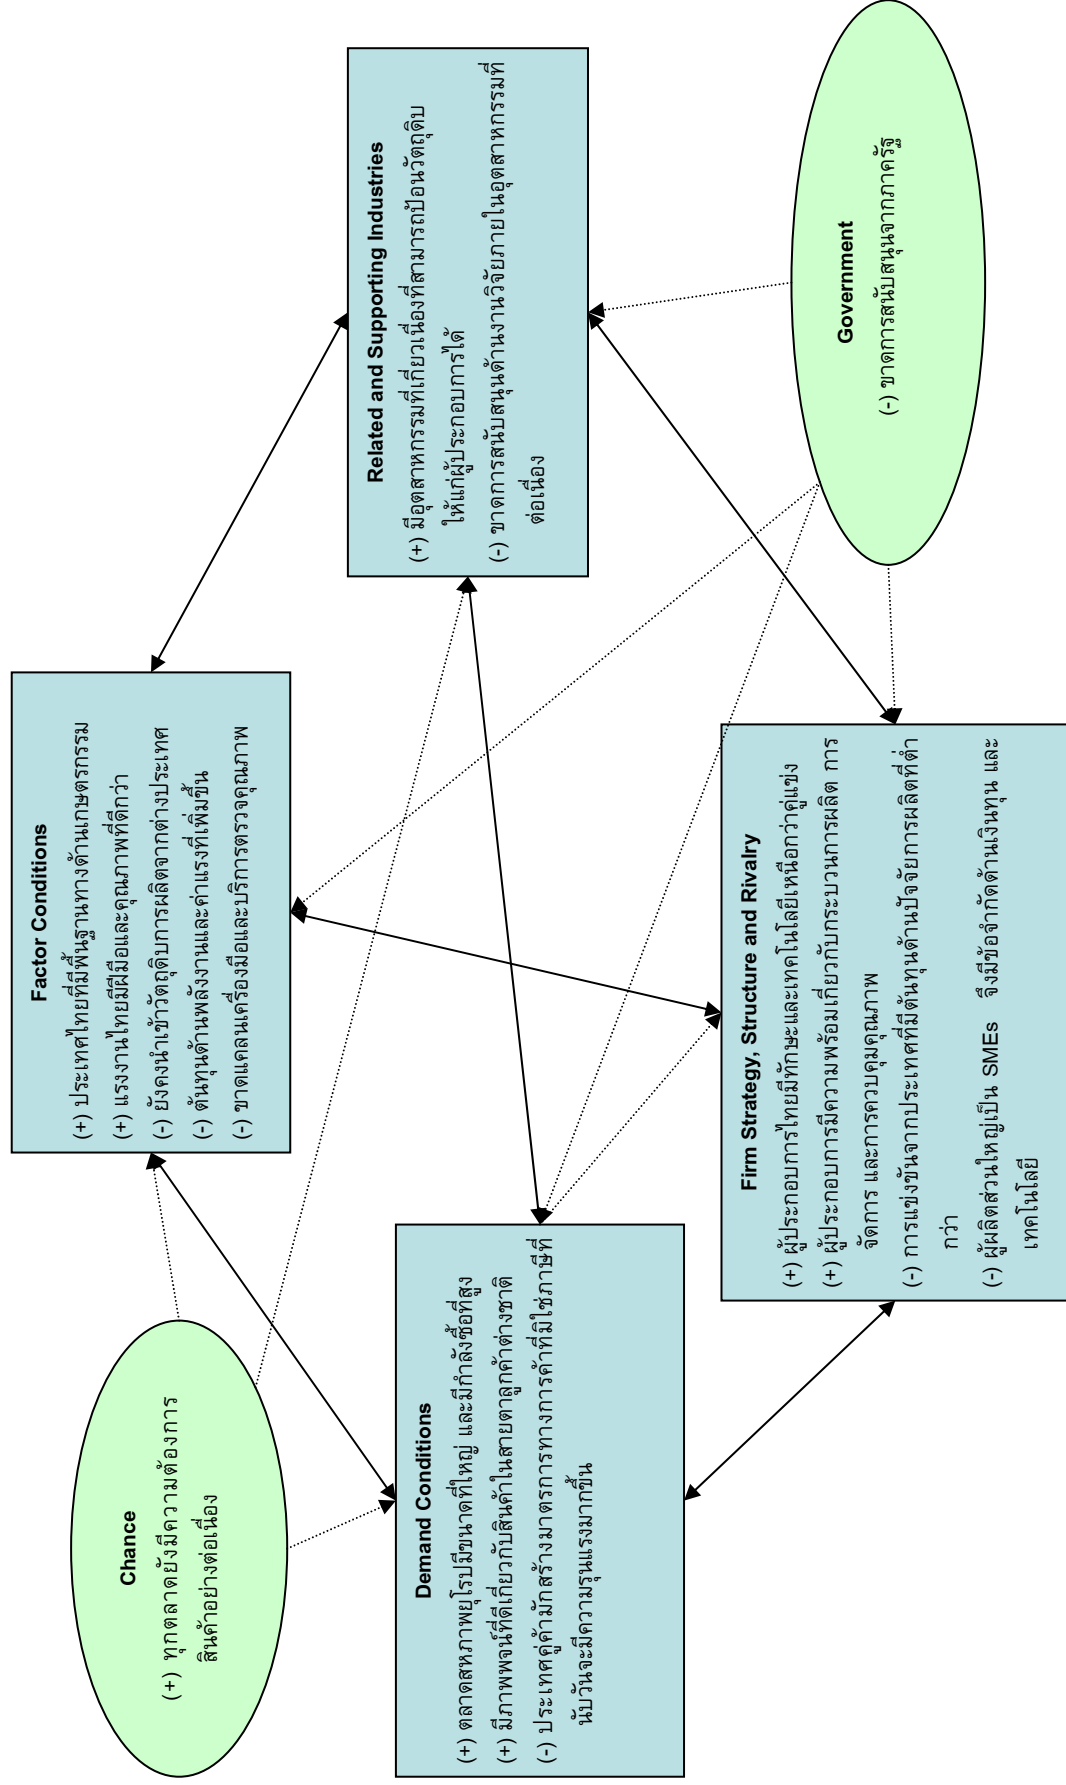 Chance
(+) ทุกตลาดยังมีความต้องการ
สินค้าอย่างต่อเนื่อง
Factor Conditions
(+) ประเทศไทยที่มีพื้นฐานทางด้านเกษตรกรรม
(+) แรงงานไทยมีฝีมือและคุณภาพที่ดีกว่า
(-) ยังคงนำเข้าวัตถุดิบการผลิตจากต่างประเทศ
(-) ต้นทุนด้านพลังงานและค่าแรงที่เพิ่มขึ้น
(-) ขาดแคลนเครื่องมือและบริการตรวจคุณภาพ
Demand Conditions
(+) ตลาดสหภาพยุโรปมีขนาดที่ใหญ่ และมีกำลังซื้อที่สูง
(+) มีภาพพจน์ที่ดีเกี่ยวกับสินค้าในสายตาลูกค้าต่างชาติ
(-) ประเทศคู่ค้ามักสร้างมาตรการทางการค้าที่มิใช่ภาษีที่
นับวันจะมีความรุนแรงมากขึ้น
Related and Supporting Industries
(+) มีอุตสาหกรรมที่เกี่ยวเนื่องที่สามารถป้อนวัตถุดิบ
ให้แก่ผู้ประกอบการได้
(-) ขาดการสนับสนุนด้านงานวิจัยภายในอุตสาหกรรมที่
ต่อเนื่อง
Firm Strategy, Structure and Rivalry
(+) ผู้ประกอบการไทยมีทักษะและเทคโนโลยีเหนือกว่าคู่แข่ง
(+) ผู้ประกอบการมีความพร้อมเกี่ยวกับกระบวนการผลิต การ
จัดการ และการควบคุมคุณภาพ
(-) การแข่งขันจากประเทศที่มีต้นทุนด้านปัจจัยการผลิตที่ต่ำ
กว่า
(-) ผู้ผลิตส่วนใหญ่เป็น SMEs จึงมีข้อจำกัดด้านเงินทุน และ
เทคโนโลยี
Government
(-) ขาดการสนับสนุนจากภาครัฐ